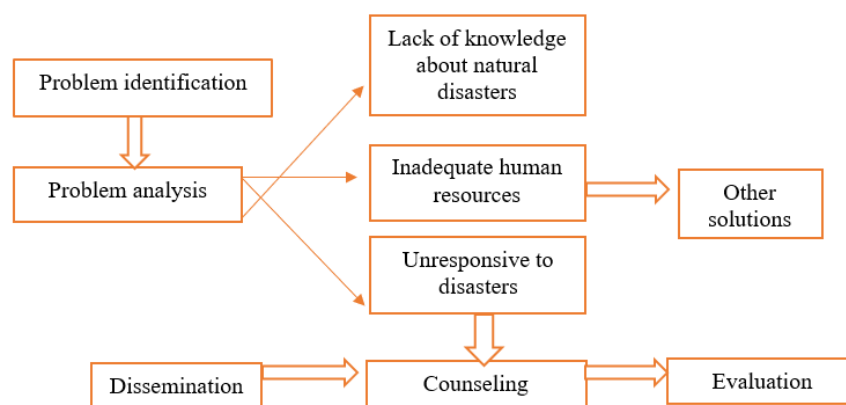 Problem identification
Problem analysis
Lack of knowledge
about natural
disasters
Inadequate human
resources
Unresponsive to
disasters
Other
solutions
Dissemination
Counseling
Evaluation